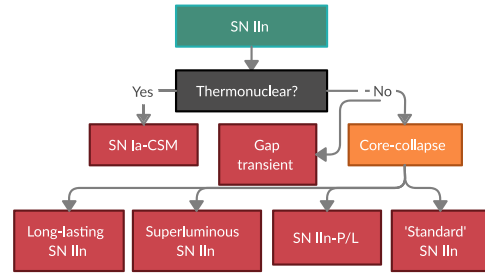 SN IIn
Thermonuclear?
Yes
No
SN Ia-CSM
Gap
transient
Core-collapse
Long-lasting
SN IIn
Superluminous
SN IIn
SN IIn-P/L
'Standard'
SN IIn